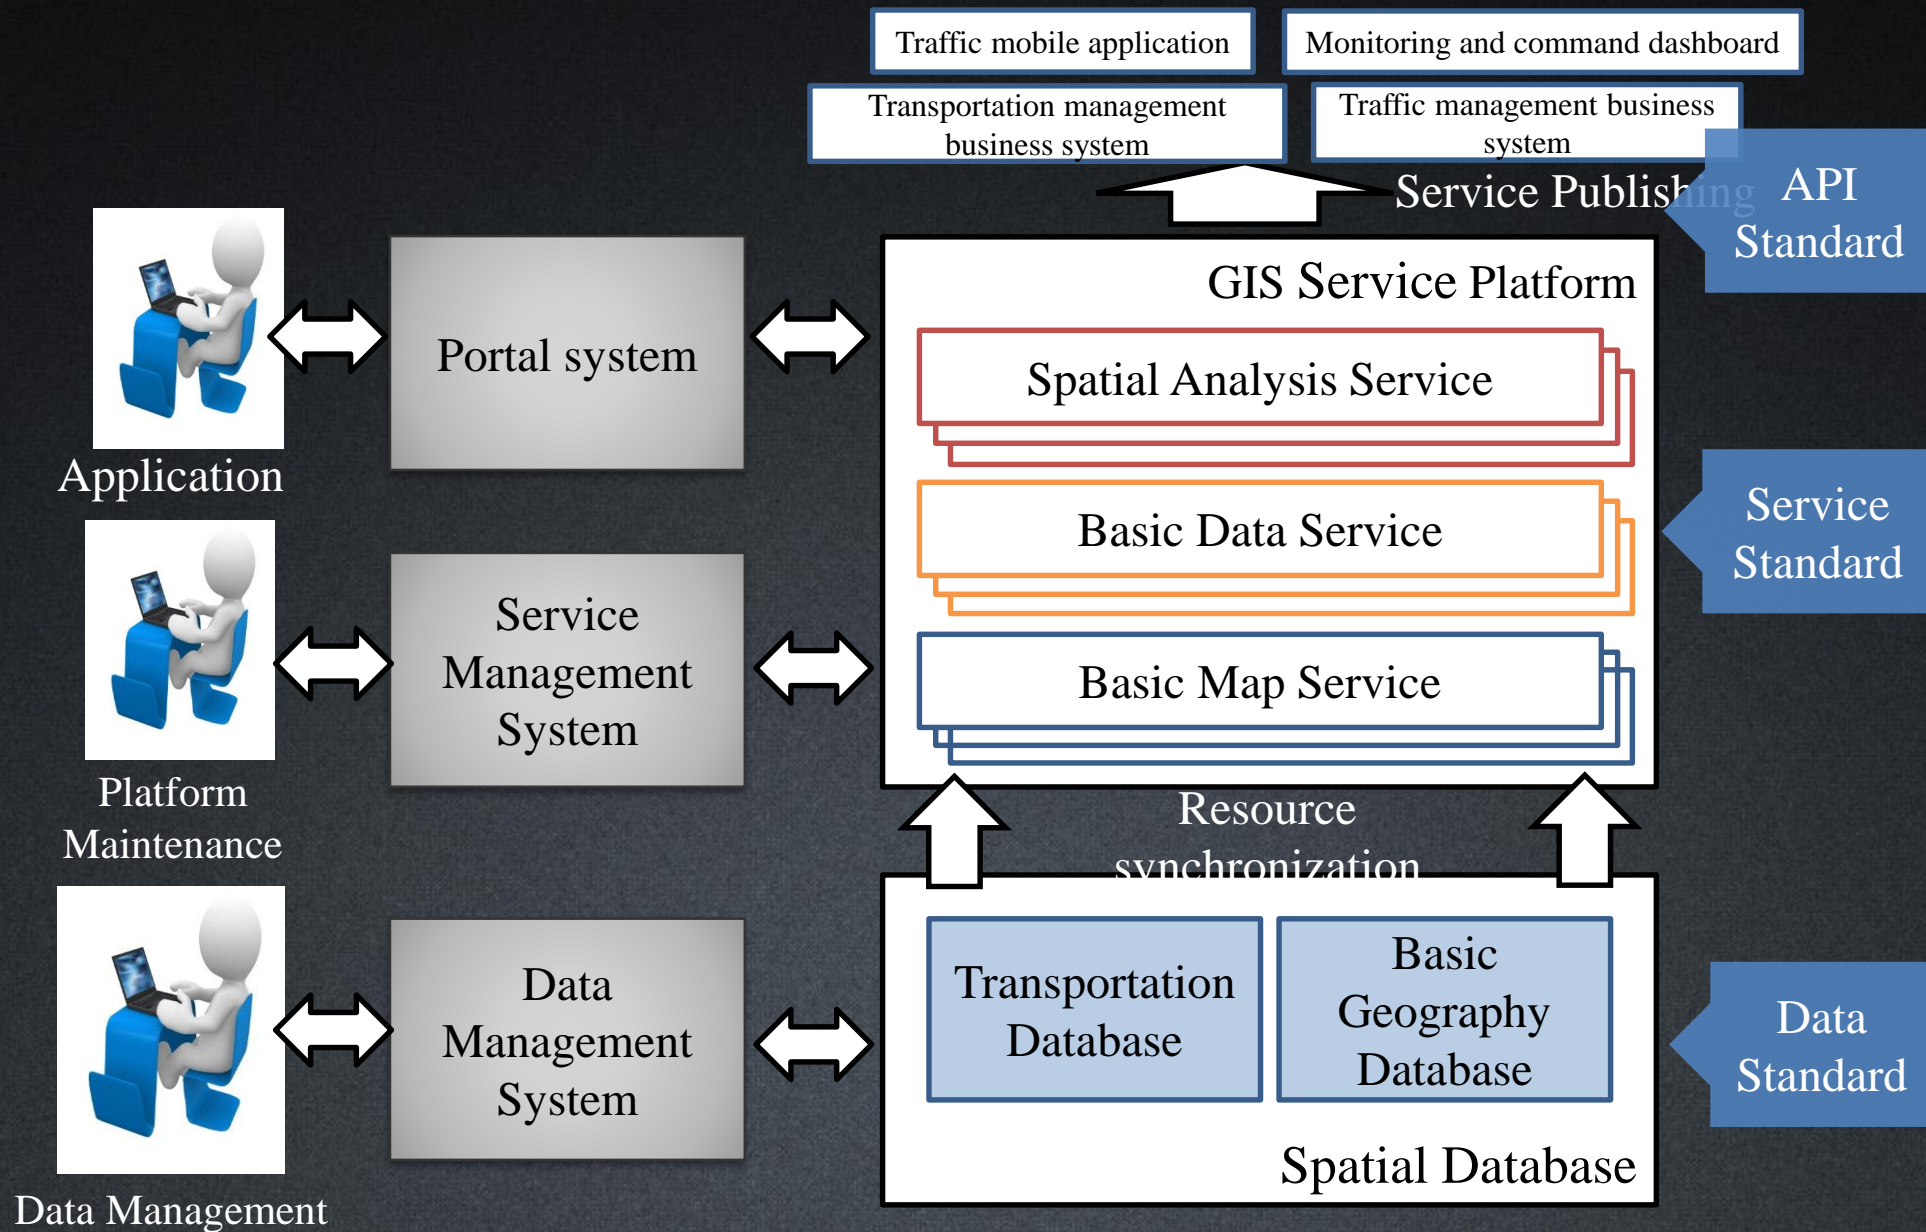 Traffic mobile application
Monitoring and command dashboard
Transportation management
business system
Traffic management business
system
Service Publishing
API
Standard
GIS Service Platform
Portal system
Spatial Analysis Service
Application
Service
Standard
Basic Data Service
Service
Management
System
Basic Map Service
Platform
Maintenance
Resource
synchronization
Data
Management
System
Transportation
Database
Basic
Geography
Database
Data
Standard
Spatial Database
Data Management